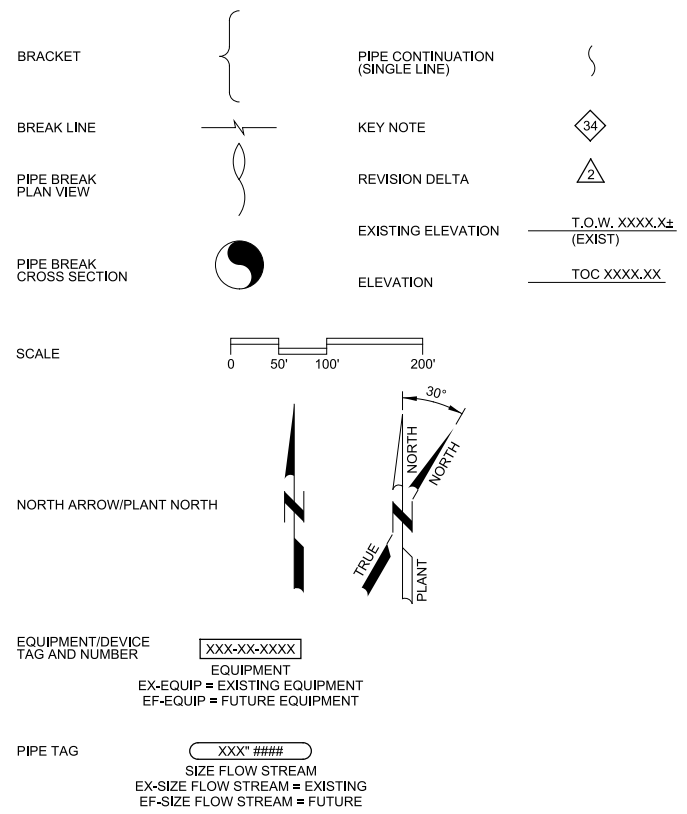 BRACKET
PIPE CONTINUATION
(SINGLE LINE)
BREAK LINE
KEY NOTE
34
PIPE BREAK
PLAN VIEW
REVISION DELTA
2
EXISTING ELEVATION
T.O.W. XXXX.X±
(EXIST)
PIPE BREAK
CROSS SECTION
ELEVATION
TOC XXXX.XX
SCALE
0 50' 100' 200'
30°
NORTH
NORTH
NORTH ARROW/PLANT NORTH
TRUE
PLANT
EQUIPMENT/DEVICE
TAG AND NUMBER
XXX-XX-XXXX
EQUIPMENT
EX-EQUIP = EXISTING EQUIPMENT
EF-EQUIP = FUTURE EQUIPMENT
PIPE TAG
XXX" ####
SIZE FLOW STREAM
EX-SIZE FLOW STREAM = EXISTING
EF-SIZE FLOW STREAM = FUTURE